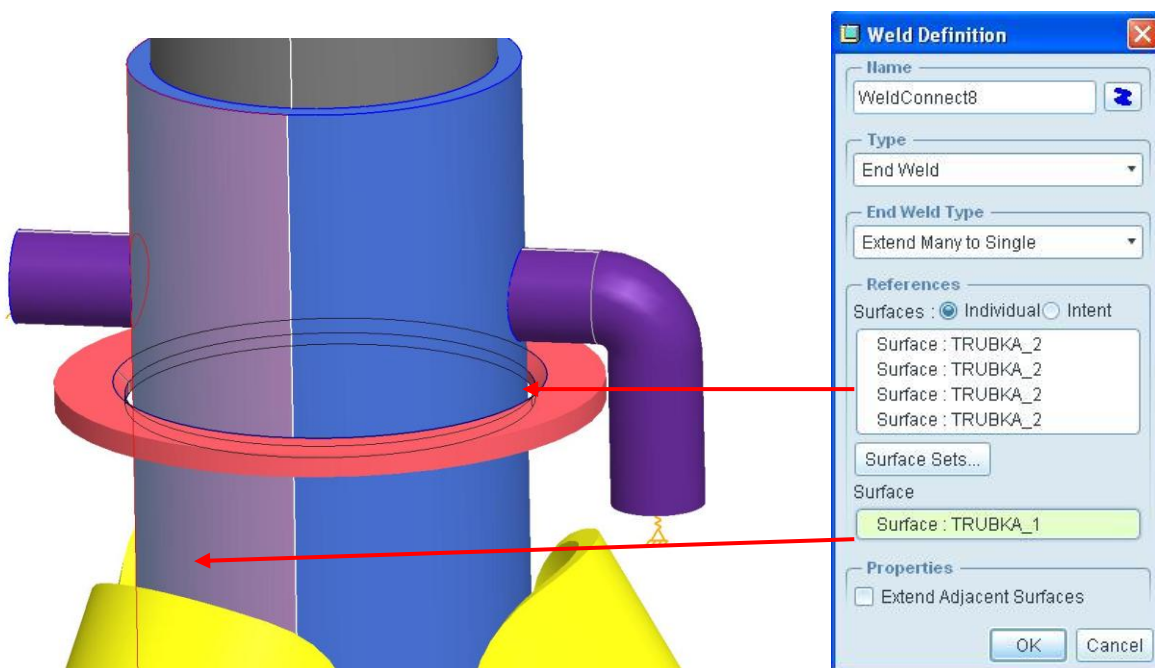 Weld Definition
Name
WeldConnect8
Type
End Weld
End Weld Type
Extend Many to Single
References
Surfaces : Individual Intent
Surface : TRUBKA_2
Surface : TRUBKA_2
Surface : TRUBKA_2
Surface : TRUBKA_2
Surface Sets...
Surface
Surface : TRUBKA_1
Properties
Extend Adjacent Surfaces
OK Cancel